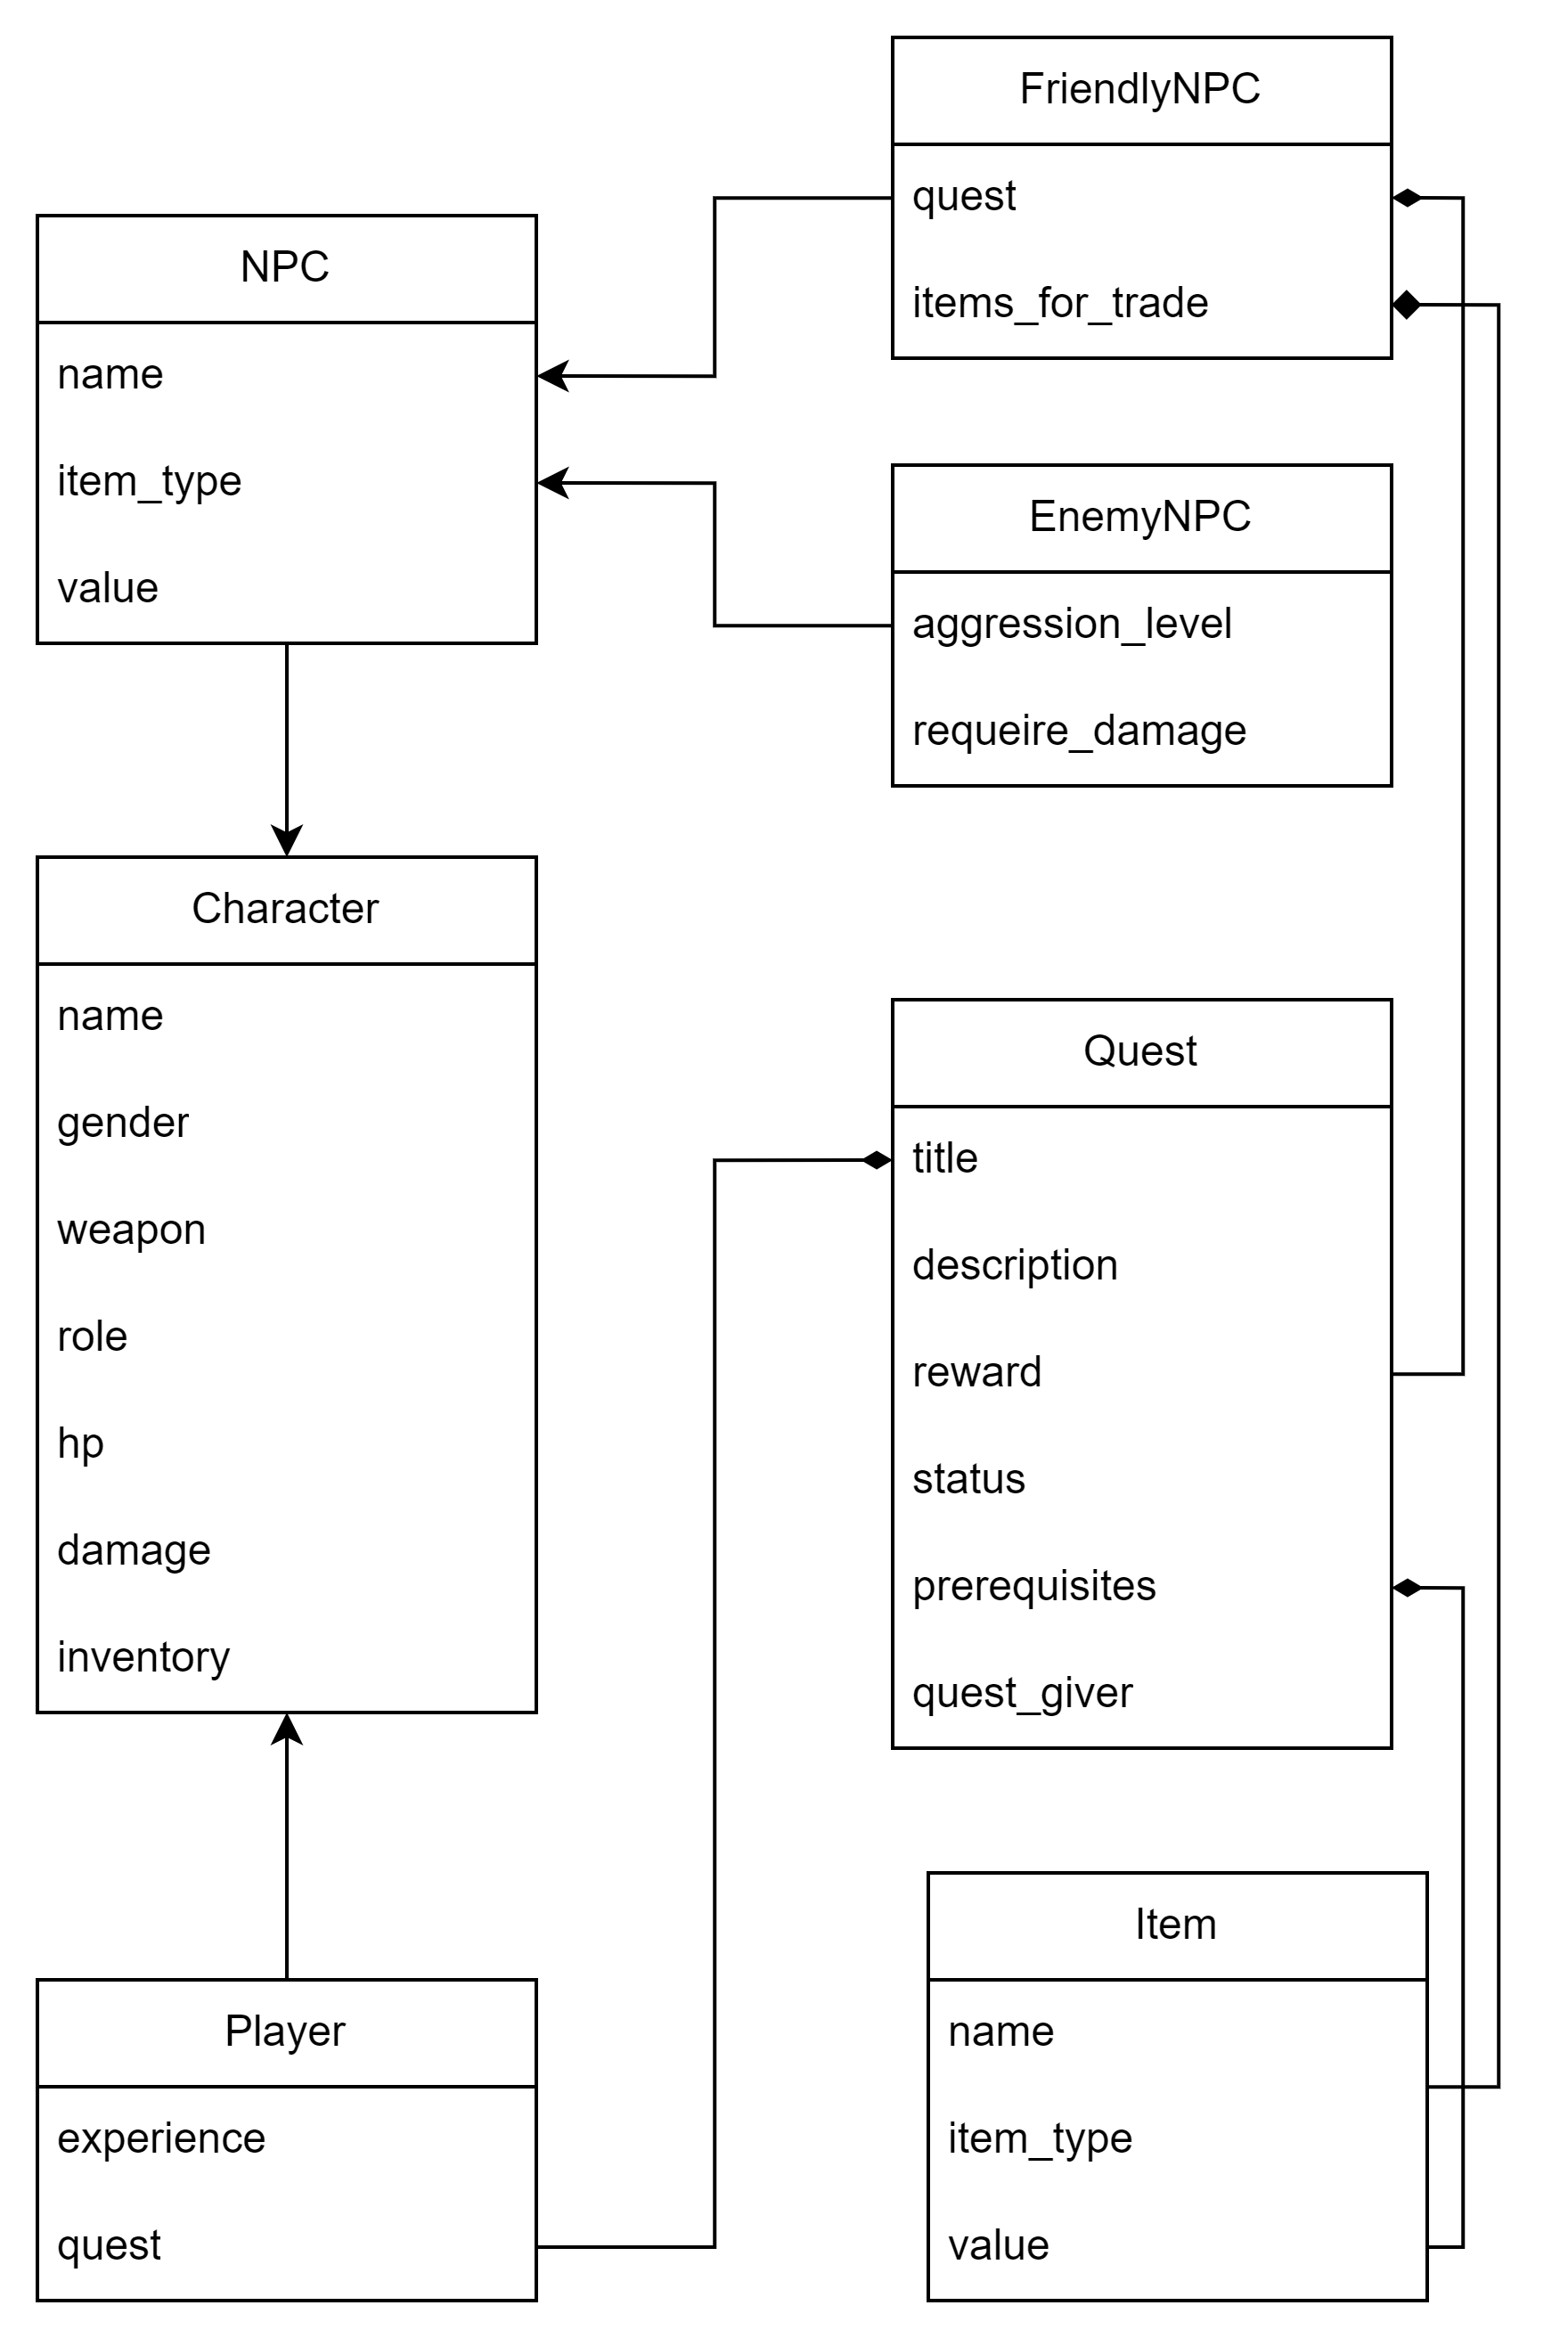 FriendlyNPC
quest
items_for_trade
NPC
name
item_type
value
EnemyNPC
aggression_level
requeire_damage
Character
name
gender
weapon
role
hp
damage
inventory
Quest
title
description
reward
status
prerequisites
quest_giver
Item
name
item_type
value
Player
experience
quest